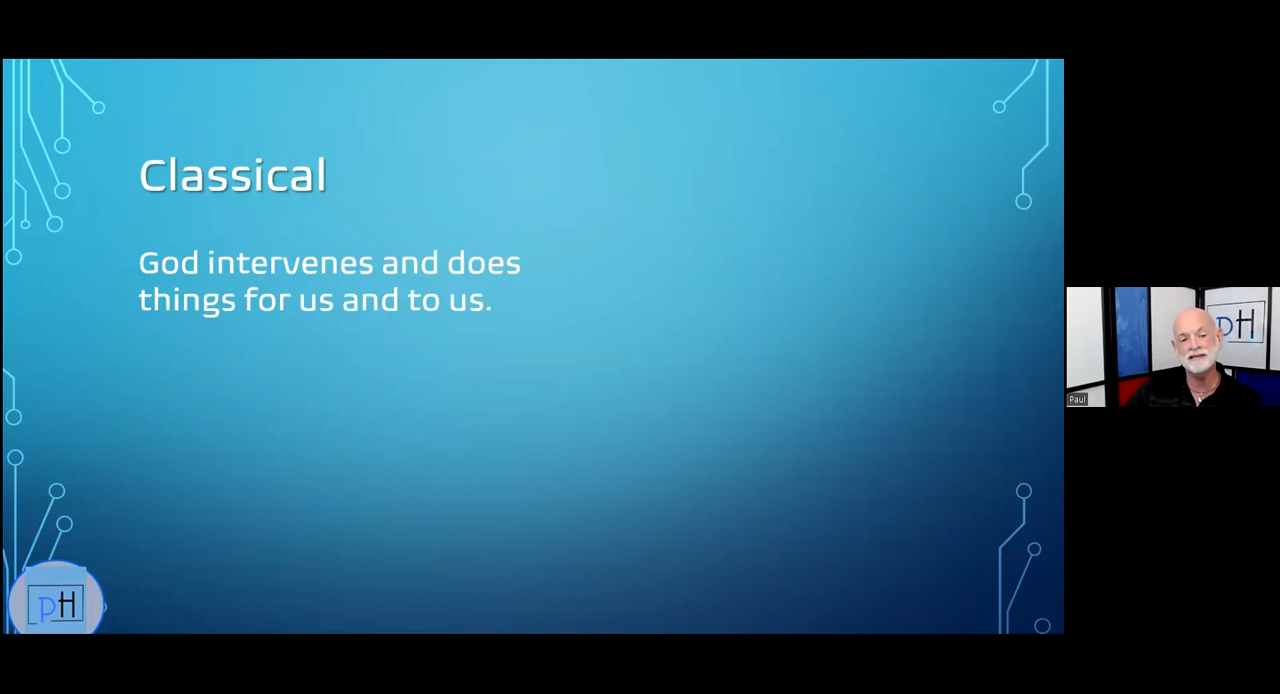 Classical
God intervenes and does
things for us and to us.
pH
Paul
pH